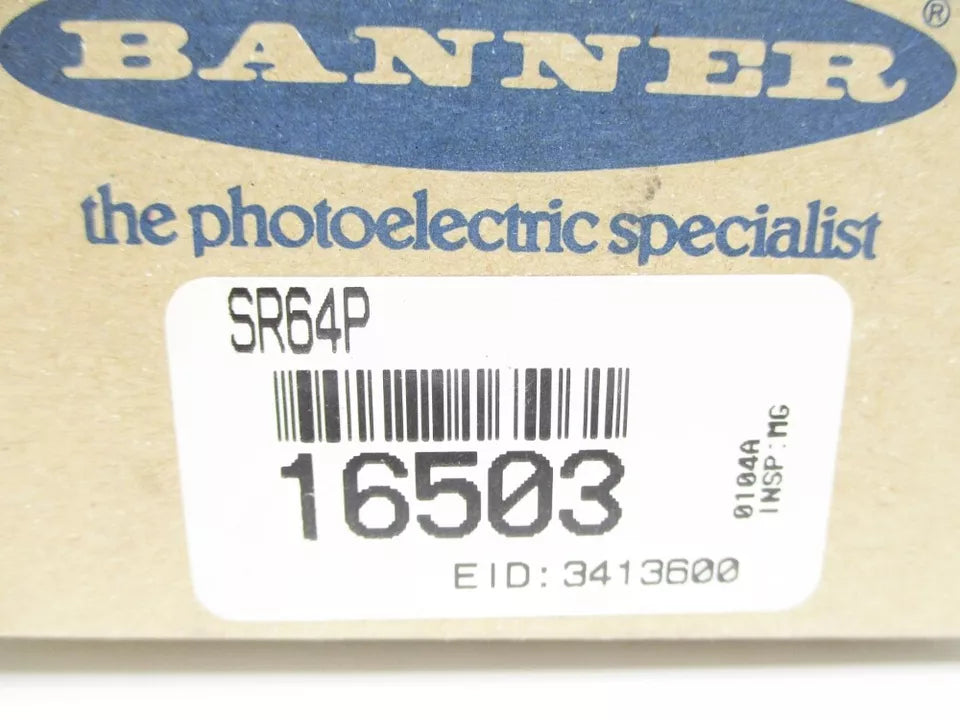 BANNER®
the photoelectric specialist
SR64P
16503
0104A
INSP:MG
EID: 3413600